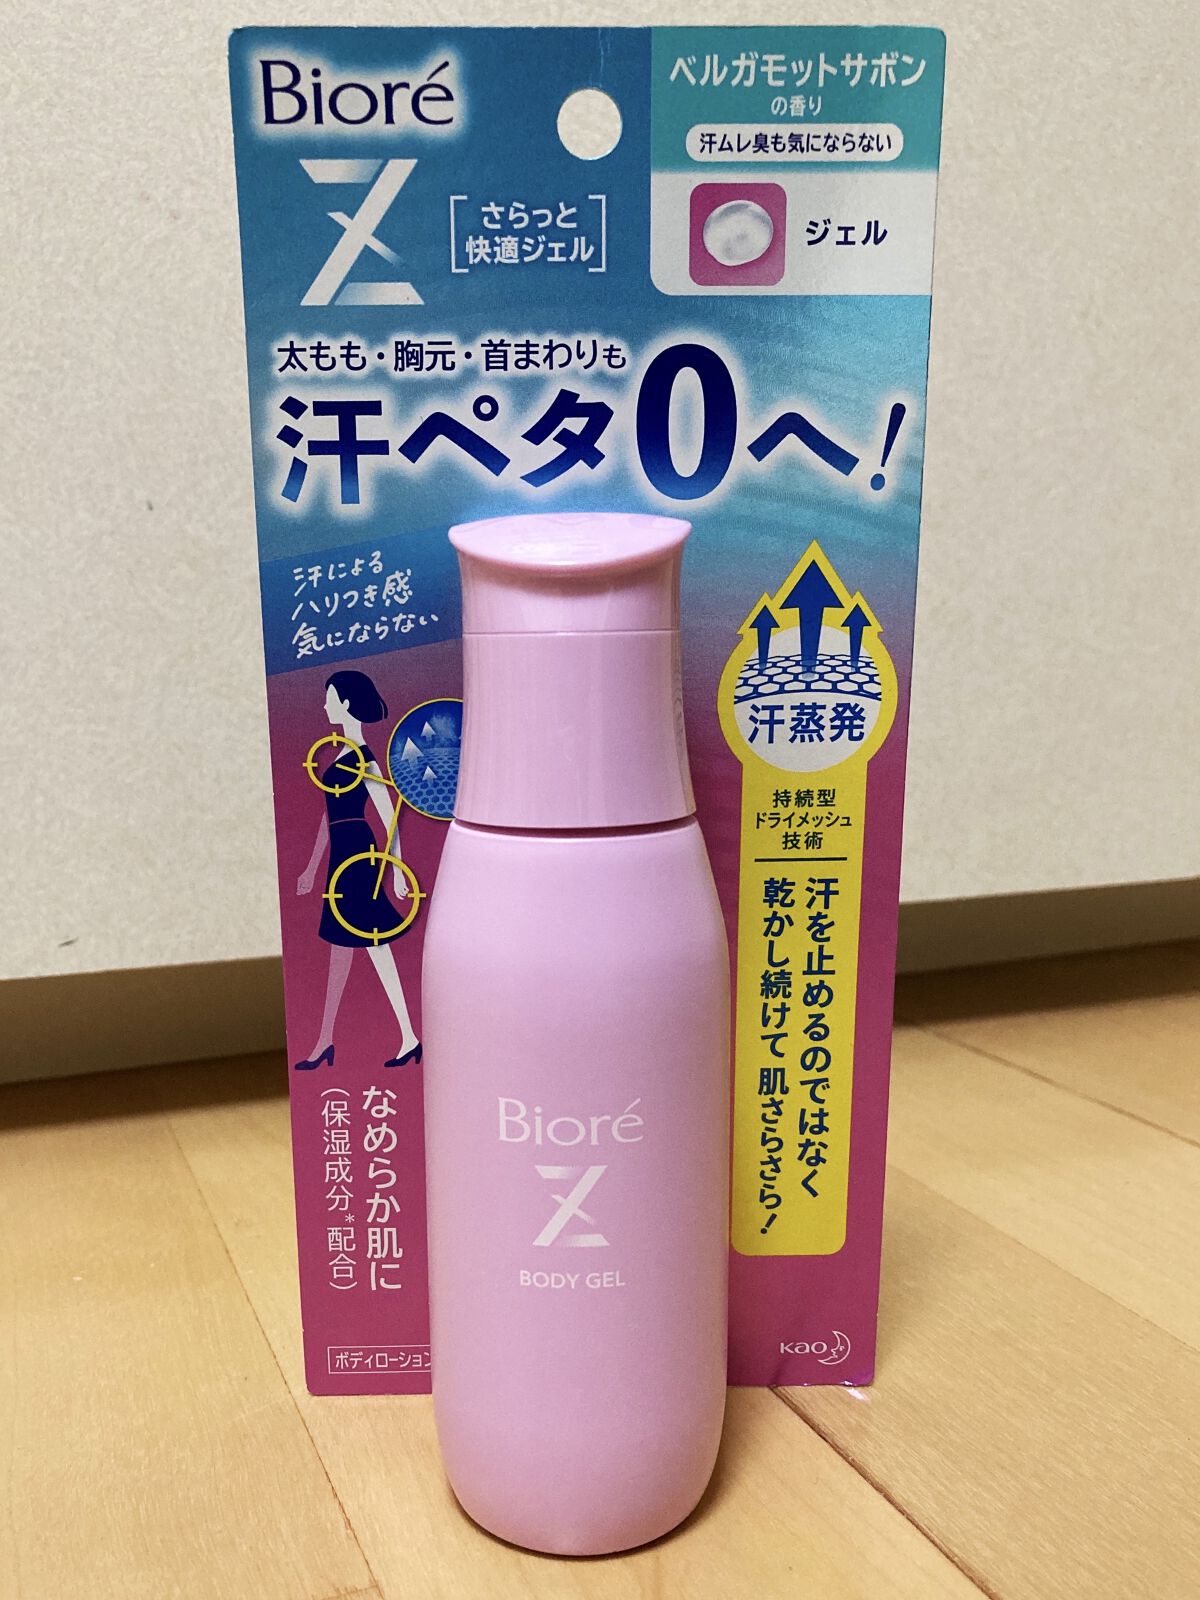 Bioré
Z
さらっと
快適ジェル
ベルガモットサボン
の香り
汗ムレ臭も気にならない
ジェル
太もも・胸元・首まわりも
汗ペタ0へ!
汗による
ハリつき感
気にならない
汗蒸発
持続型
ドライメッシュ
技術
汗を止めるのではなく
乾かし続けて 肌さらさら!
なめらか肌に
(保湿成分*配合)
ボディローション
Kao
Bioré
Z
BODY GEL